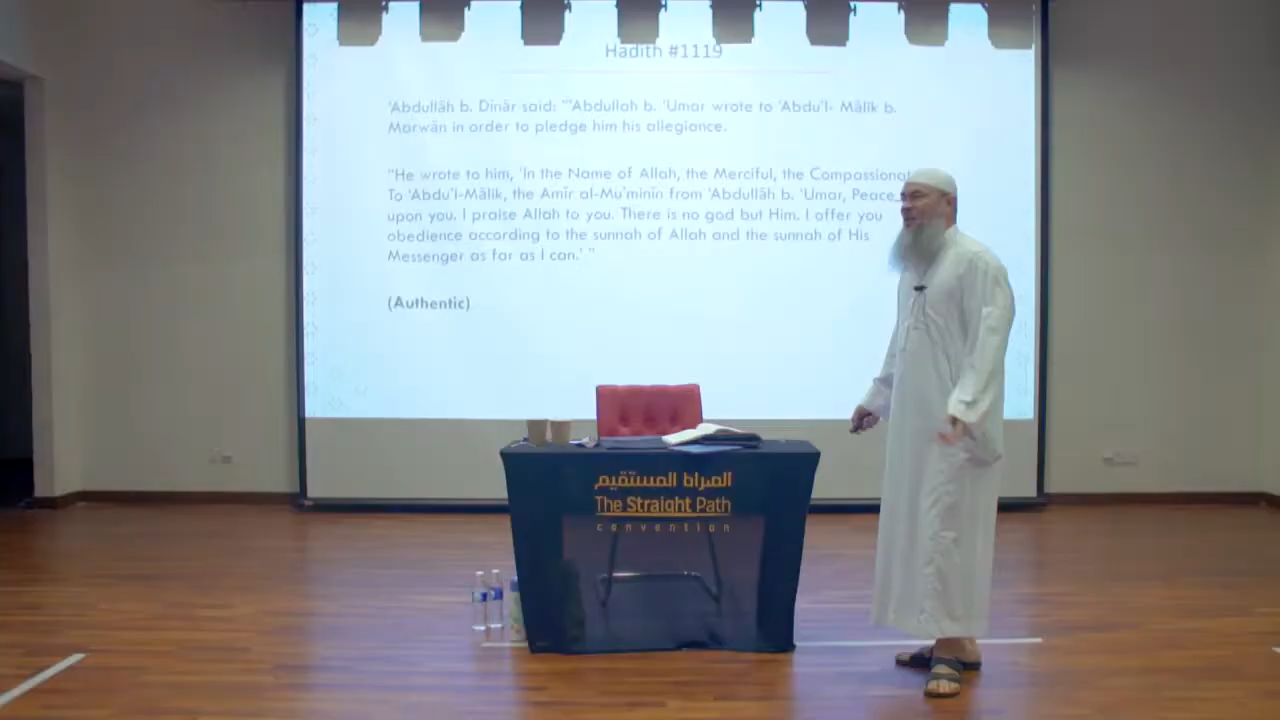 Hadith #1119
'Abdullāh b. Dīnār said: "'Abdullah b. 'Umar wrote to 'Abdu'l- Mālik b.
Marwān in order to pledge him his allegiance.
"He wrote to him, 'In the Name of Allah, the Merciful, the Compassionat
To 'Abdu'l-Mālik, the Amīr al-Mu'minīn from 'Abdullāh b. 'Umar, Peace
upon you. I praise Allah to you. There is no god but Him. I offer you
obedience according to the sunnah of Allah and the sunnah of His
Messenger as far as I can.' "
(Authentic)
الصراط المستقيم
The Straight Path
convention